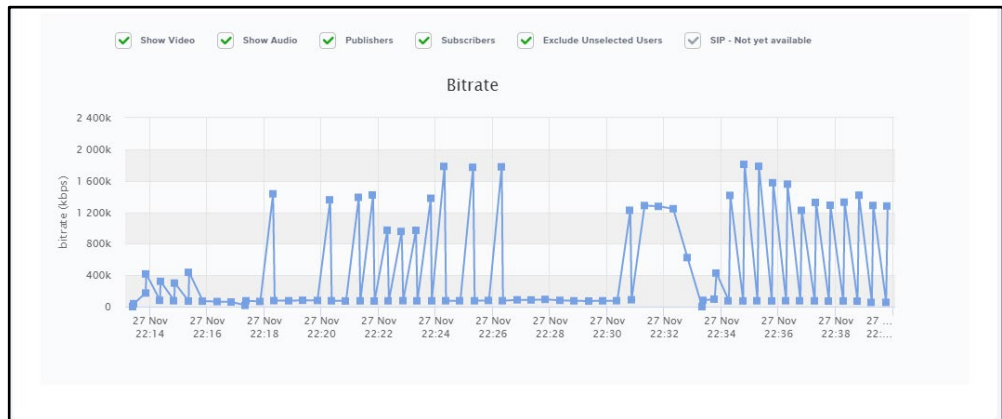 Show Video Show Audio Publishers Subscribers Exclude Unselected Users SIP - Not yet available
Bitrate
bitrate (kbps)
2 400k
2 000k
1 600k
1 200k
800k
400k
0
27 Nov 27 Nov 27 Nov 27 Nov 27 Nov 27 Nov 27 Nov 27 Nov 27 Nov 27 Nov 27 Nov 27 Nov 27 Nov 27 ...
22:14 22:16 22:18 22:20 22:22 22:24 22:26 22:28 22:30 22:32 22:34 22:36 22:38 22:...